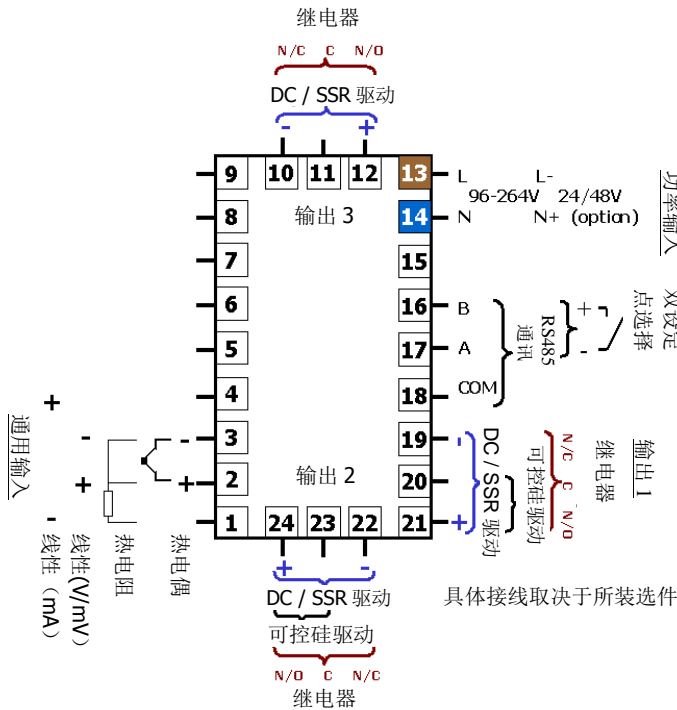 继电器
N/C C N/O
DC / SSR 驱动
- +
9 10 11 12 13 L L-
96-264V 24/48V
8 输出 3 14 N N+ (option)
功率输入
7 15
6 16 B
5 17 A
4 18 COM
RS485
通讯
+
-
双设定
点选择
+
3 - - 19 -
2 + + 20
输出 2
1 - 24 23 22 21 +
通用输入
线性（mA）
线性(V/mV)
热电阻
热电偶
DC / SSR 驱动
可控硅驱动
N/C C N/O
继电器
输出 1
+ -
DC / SSR 驱动
可控硅驱动
N/O C N/C
继电器
具体接线取决于所装选件